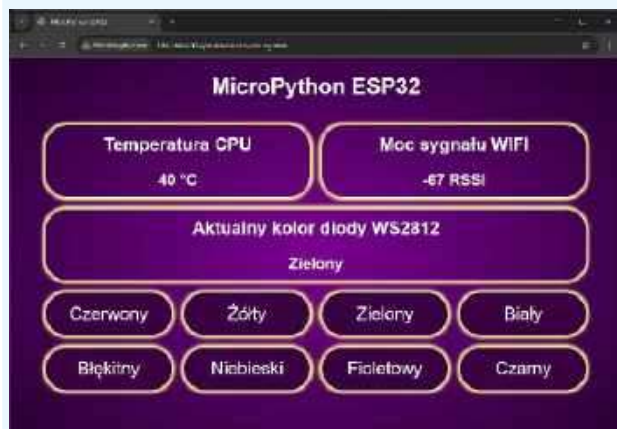 MicroPython ESP32
Temperatura CPU
40 °C
Moc sygnału WIFI
-67 RSSI
Aktualny kolor diody WS2812
Zielony
Czerwony
Żółty
Zielony
Biały
Błękitny
Niebieski
Fioletowy
Czarny